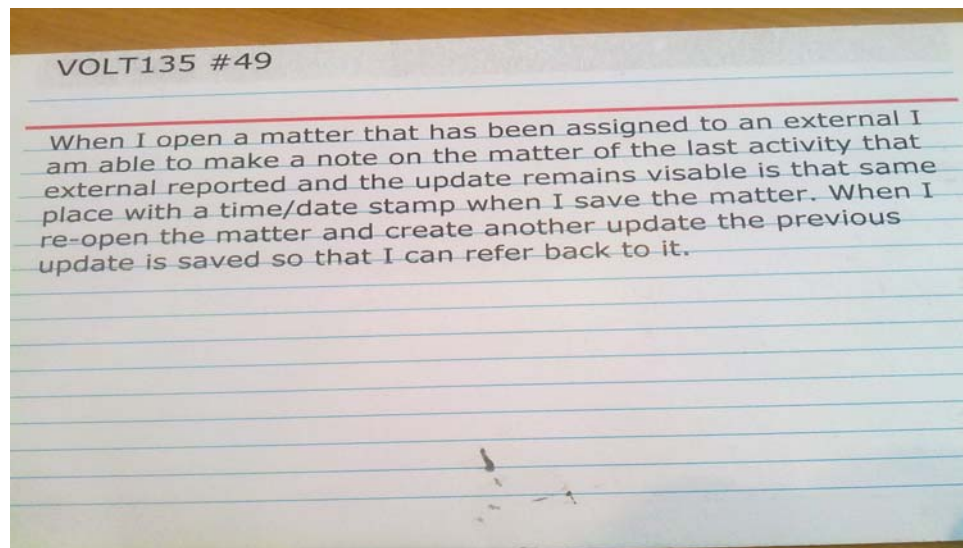 VOLT135 #49
When I open a matter that has been assigned to an external I
am able to make a note on the matter of the last activity that
external reported and the update remains visable is that same
place with a time/date stamp when I save the matter. When I
re-open the matter and create another update the previous
update is saved so that I can refer back to it.